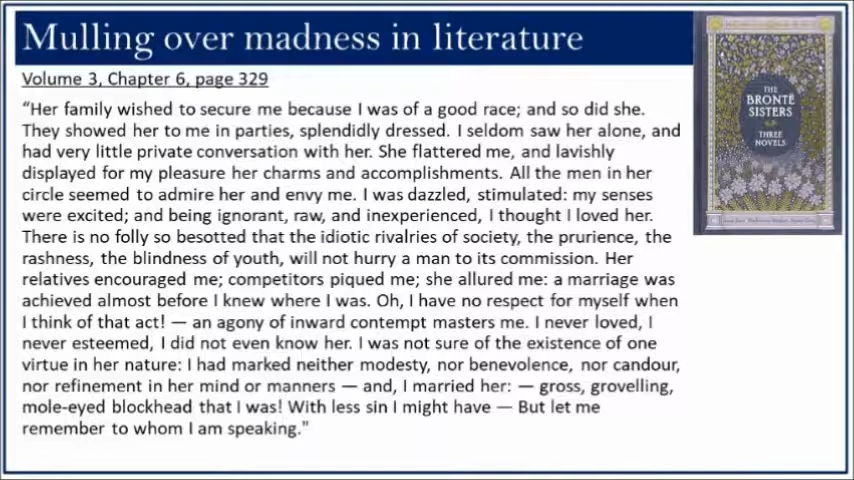 Mulling over madness in literature
Volume 3, Chapter 6, page 329
“Her family wished to secure me because I was of a good race; and so did she.
They showed her to me in parties, splendidly dressed. I seldom saw her alone, and
had very little private conversation with her. She flattered me, and lavishly
displayed for my pleasure her charms and accomplishments. All the men in her
circle seemed to admire her and envy me. I was dazzled, stimulated: my senses
were excited; and being ignorant, raw, and inexperienced, I thought I loved her.
There is no folly so besotted that the idiotic rivalries of society, the prurience, the
rashness, the blindness of youth, will not hurry a man to its commission. Her
relatives encouraged me; competitors piqued me; she allured me: a marriage was
achieved almost before I knew where I was. Oh, I have no respect for myself when
I think of that act! — an agony of inward contempt masters me. I never loved, I
never esteemed, I did not even know her. I was not sure of the existence of one
virtue in her nature: I had marked neither modesty, nor benevolence, nor candour,
nor refinement in her mind or manners — and, I married her: — gross, grovelling,
mole-eyed blockhead that I was! With less sin I might have — But let me
remember to whom I am speaking.”
THE
BRONTË
SISTERS
THREE
NOVELS